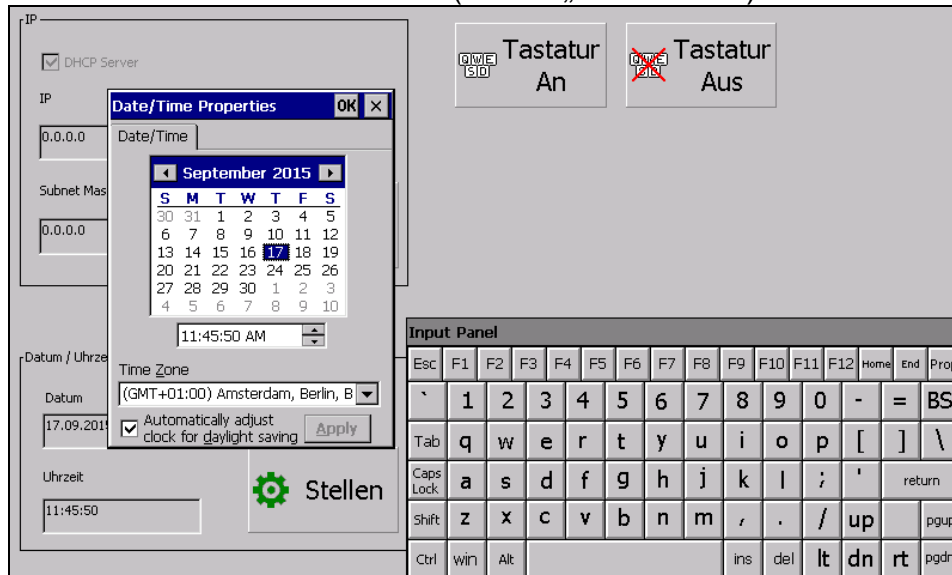 IP
DHCP Server
IP
0.0.0.0
Subnet Mas
0.0.0.0
Tastatur
An
Tastatur
Aus
Date/Time Properties OK ×
Date/Time
September 2015
S M T W T F S
30 31 1 2 3 4 5
6 7 8 9 10 11 12
13 14 15 16 17 18 19
20 21 22 23 24 25 26
27 28 29 30 1 2 3
4 5 6 7 8 9 10
11:45:50 AM
Time Zone
(GMT+01:00) Amsterdam, Berlin, B
Automatically adjust
clock for daylight saving
Apply
Datum / Uhrze
Datum
17.09.201
Uhrzeit
11:45:50
Stellen
Input Panel
Esc F1 F2 F3 F4 F5 F6 F7 F8 F9 F10 F11 F12 Home End Prop
` 1 2 3 4 5 6 7 8 9 0 - = BS
Tab q w e r t y u i o p [ ] \
Caps Lock a s d f g h j k l ; ' return
Shift z x c v b n m , . / up pgup
Ctrl win Alt ins del lt dn rt pgdn